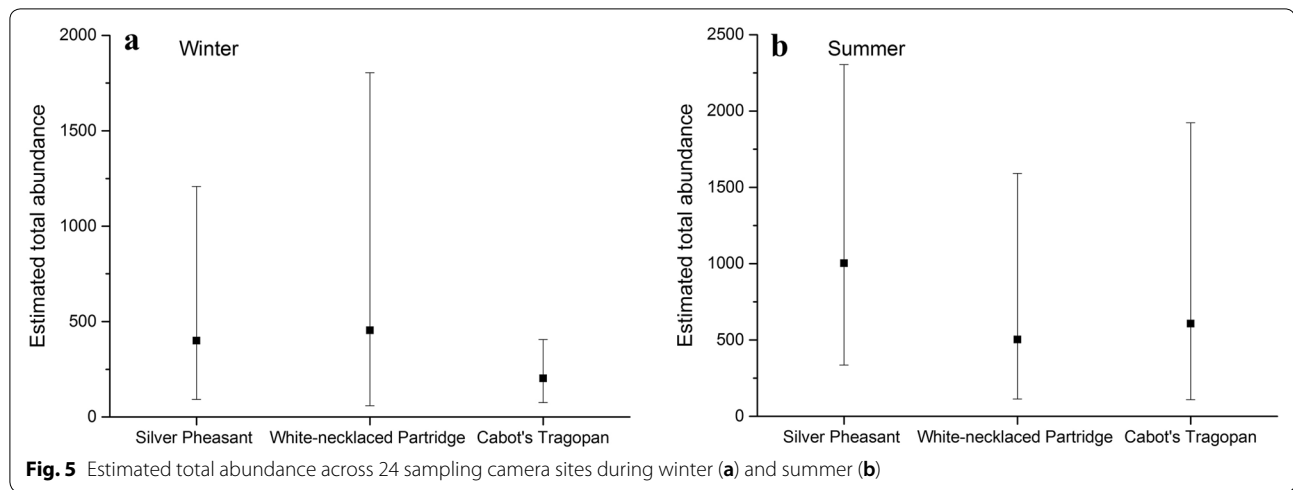 a Winter
2000
1500
1000
500
0
Estimated total abundance
Silver Pheasant White-necklaced Partridge Cabot's Tragopan
b Summer
2500
2000
1500
1000
500
0
Estimated total abundance
Silver Pheasant White-necklaced Partridge Cabot's Tragopan
Fig. 5 Estimated total abundance across 24 sampling camera sites during winter (a) and summer (b)